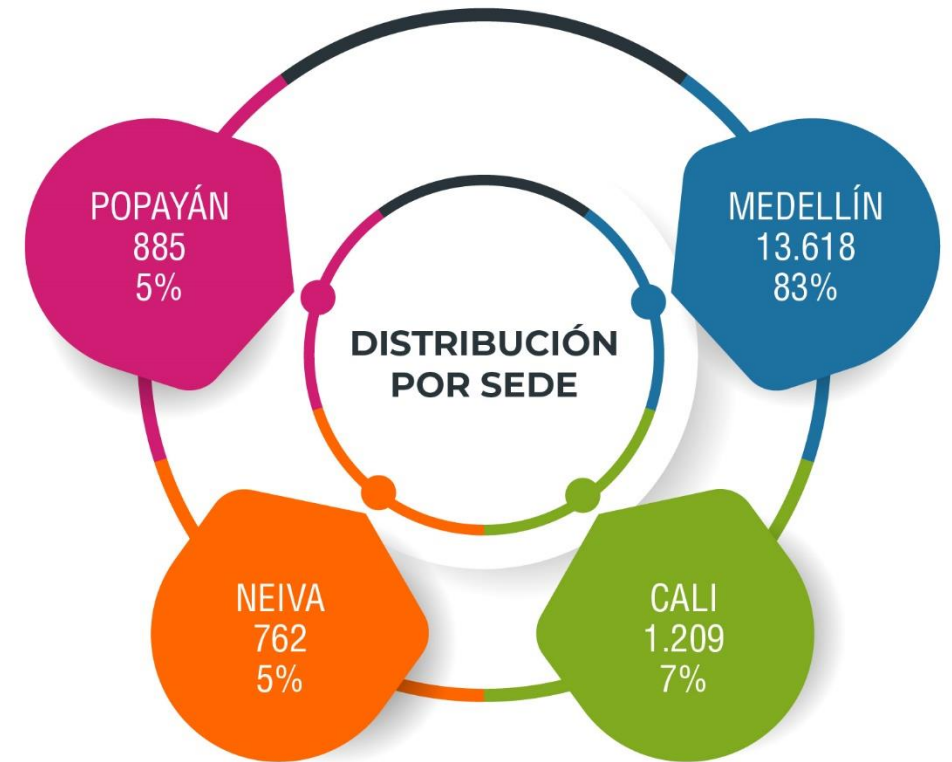 DISTRIBUCIÓN
POR SEDE
POPAYÁN
885
5%
MEDELLÍN
13.618
83%
NEIVA
762
5%
CALI
1.209
7%